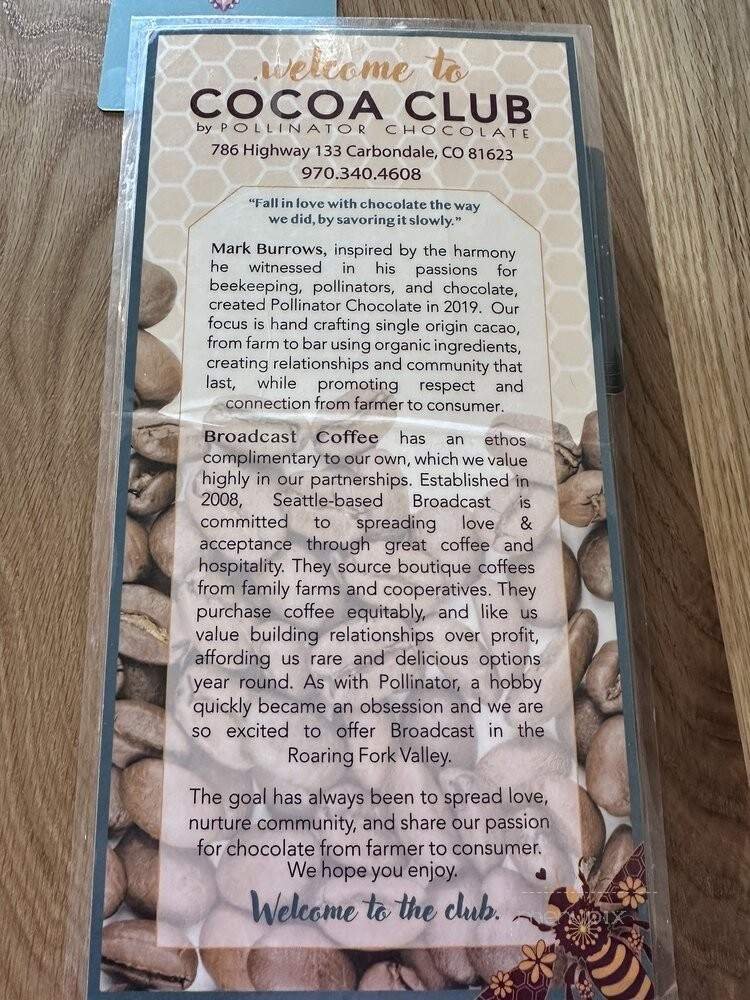 welcome to
COCOA CLUB
by POLLINATOR CHOCOLATE
786 Highway 133 Carbondale, CO 81623
970.340.4608
"Fall in love with chocolate the way
we did, by savoring it slowly."
Mark Burrows, inspired by the harmony
he witnessed in his passions for
beekeeping, pollinators, and chocolate,
created Pollinator Chocolate in 2019. Our
focus is hand crafting single origin cacao,
from farm to bar using organic ingredients,
creating relationships and community that
last, while promoting respect and
connection from farmer to consumer.
Broadcast Coffee has an ethos
complimentary to our own, which we value
highly in our partnerships. Established in
2008, Seattle-based Broadcast is
committed to spreading love &
acceptance through great coffee and
hospitality. They source boutique coffees
from family farms and cooperatives. They
purchase coffee equitably, and like us
value building relationships over profit,
affording us rare and delicious options
year round. As with Pollinator, a hobby
quickly became an obsession and we are
so excited to offer Broadcast in the
Roaring Fork Valley.
The goal has always been to spread love,
nurture community, and share our passion
for chocolate from farmer to consumer.
We hope you enjoy.
Welcome to the club.
menupix